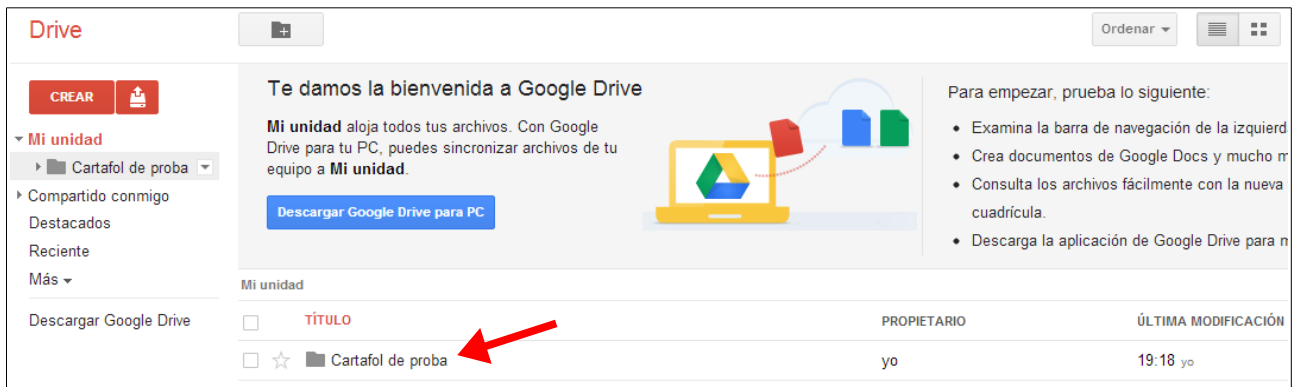 Drive
Ordenar
CREAR
Mi unidad
Cartafol de proba
Compartido conmigo
Destacados
Reciente
Más
Descargar Google Drive
Te damos la bienvenida a Google Drive
Mi unidad aloja todos tus archivos. Con Google
Drive para tu PC, puedes sincronizar archivos de tu
equipo a Mi unidad.
Descargar Google Drive para PC
Para empezar, prueba lo siguiente:
Examina la barra de navegación de la izquierd
Crea documentos de Google Docs y mucho m
Consulta los archivos fácilmente con la nueva
cuadrícula.
Descarga la aplicación de Google Drive para m
Mi unidad
TÍTULO PROPIETARIO ÚLTIMA MODIFICACIÓN
Cartafol de proba yo 19:18 yo